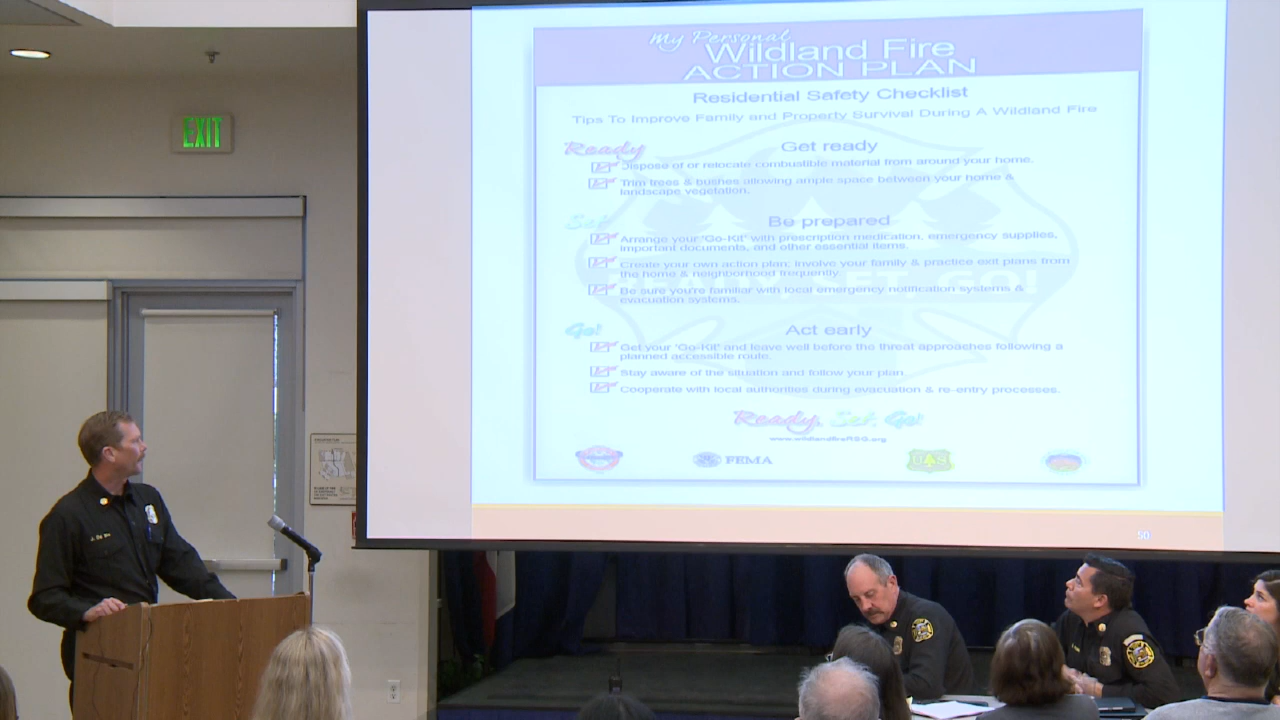 EXIT
My Personal
Wildland Fire
ACTION PLAN
Residential Safety Checklist
Tips To Improve Family and Property Survival During A Wildland Fire
Ready
Get ready
Dispose of or relocate combustible material from around your home.
Trim trees & bushes allowing ample space between your home &
landscape vegetation.
Set
Be prepared
Arrange your 'Go-Kit' with prescription medication, emergency supplies,
important documents, and other essential items.
Create your own action plan; Involve your family & practice exit plans from
the home & neighborhood frequently.
Be sure you're familiar with local emergency notification systems &
evacuation systems.
Go!
Act early
Get your 'Go-Kit' and leave well before the threat approaches following a
planned accessible route.
Stay aware of the situation and follow your plan
Cooperate with local authorities during evacuation & re-entry processes.
Ready, Set, Go!
www.wildlandfireRSG.org
FEMA
U S
50